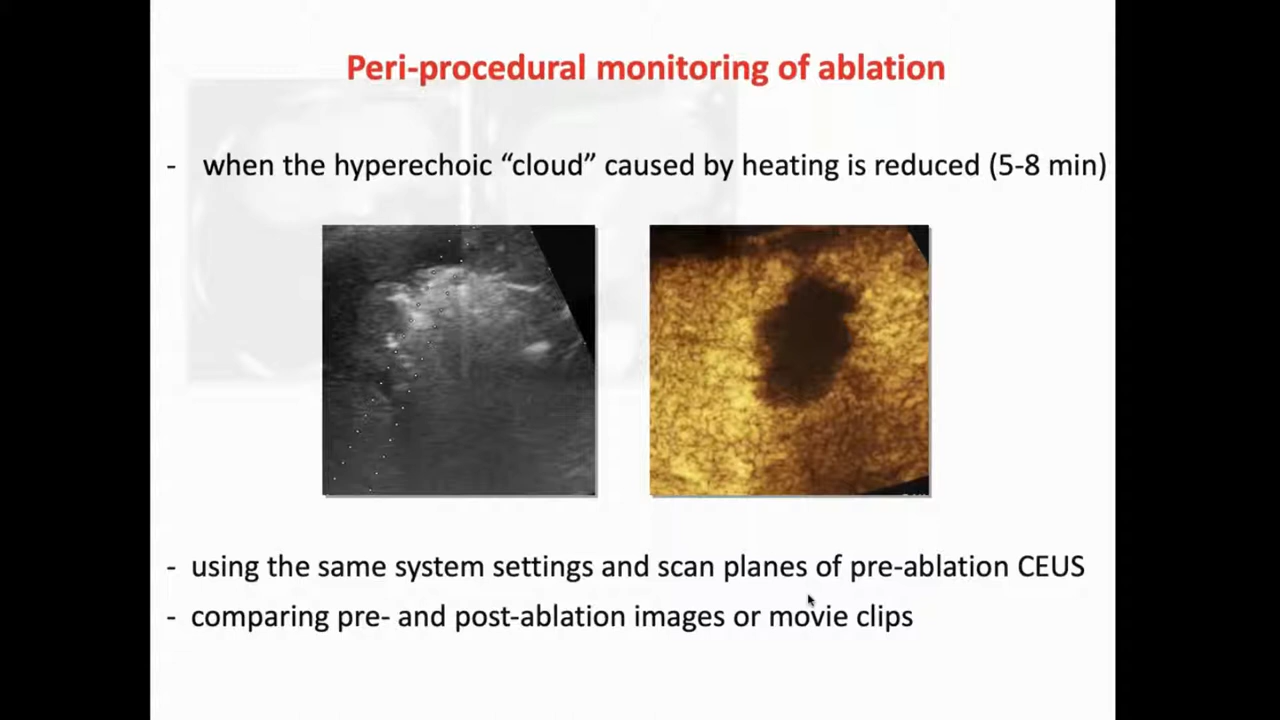 Peri-procedural monitoring of ablation
- when the hyperechoic “cloud” caused by heating is reduced (5-8 min)
- using the same system settings and scan planes of pre-ablation CEUS
- comparing pre- and post-ablation images or movie clips